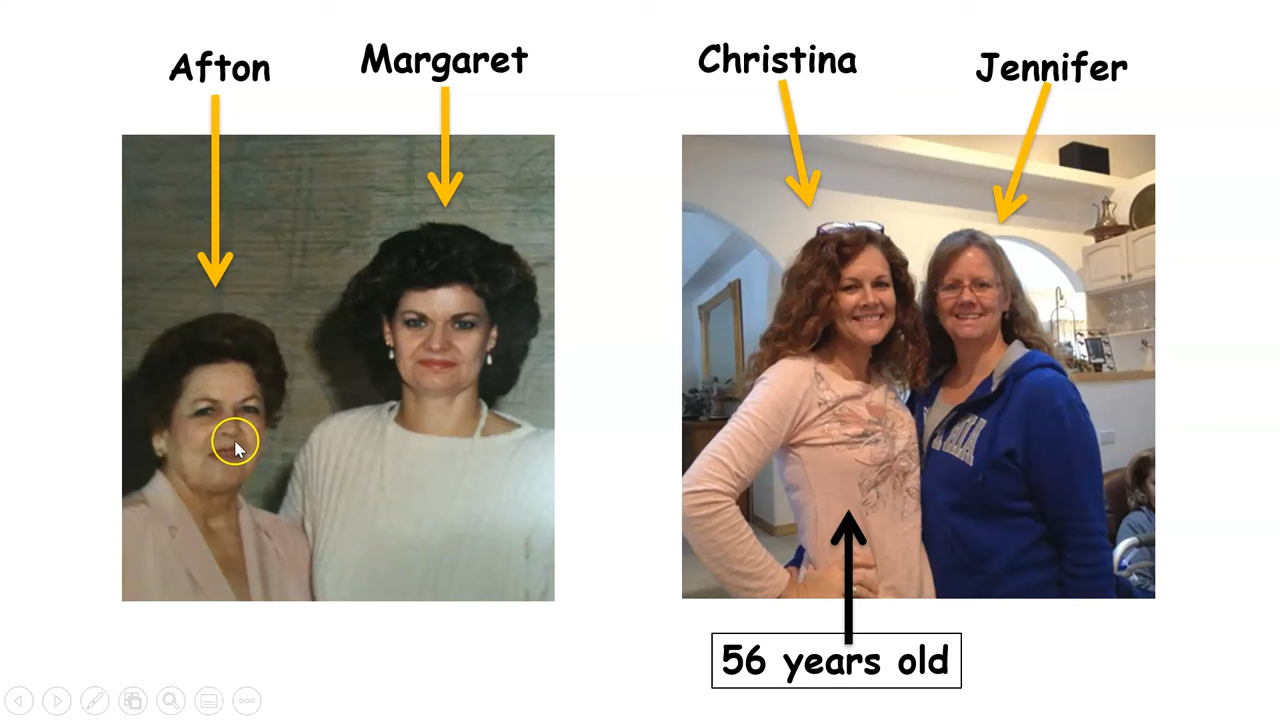 Afton
Margaret
Christina
Jennifer
56 years old